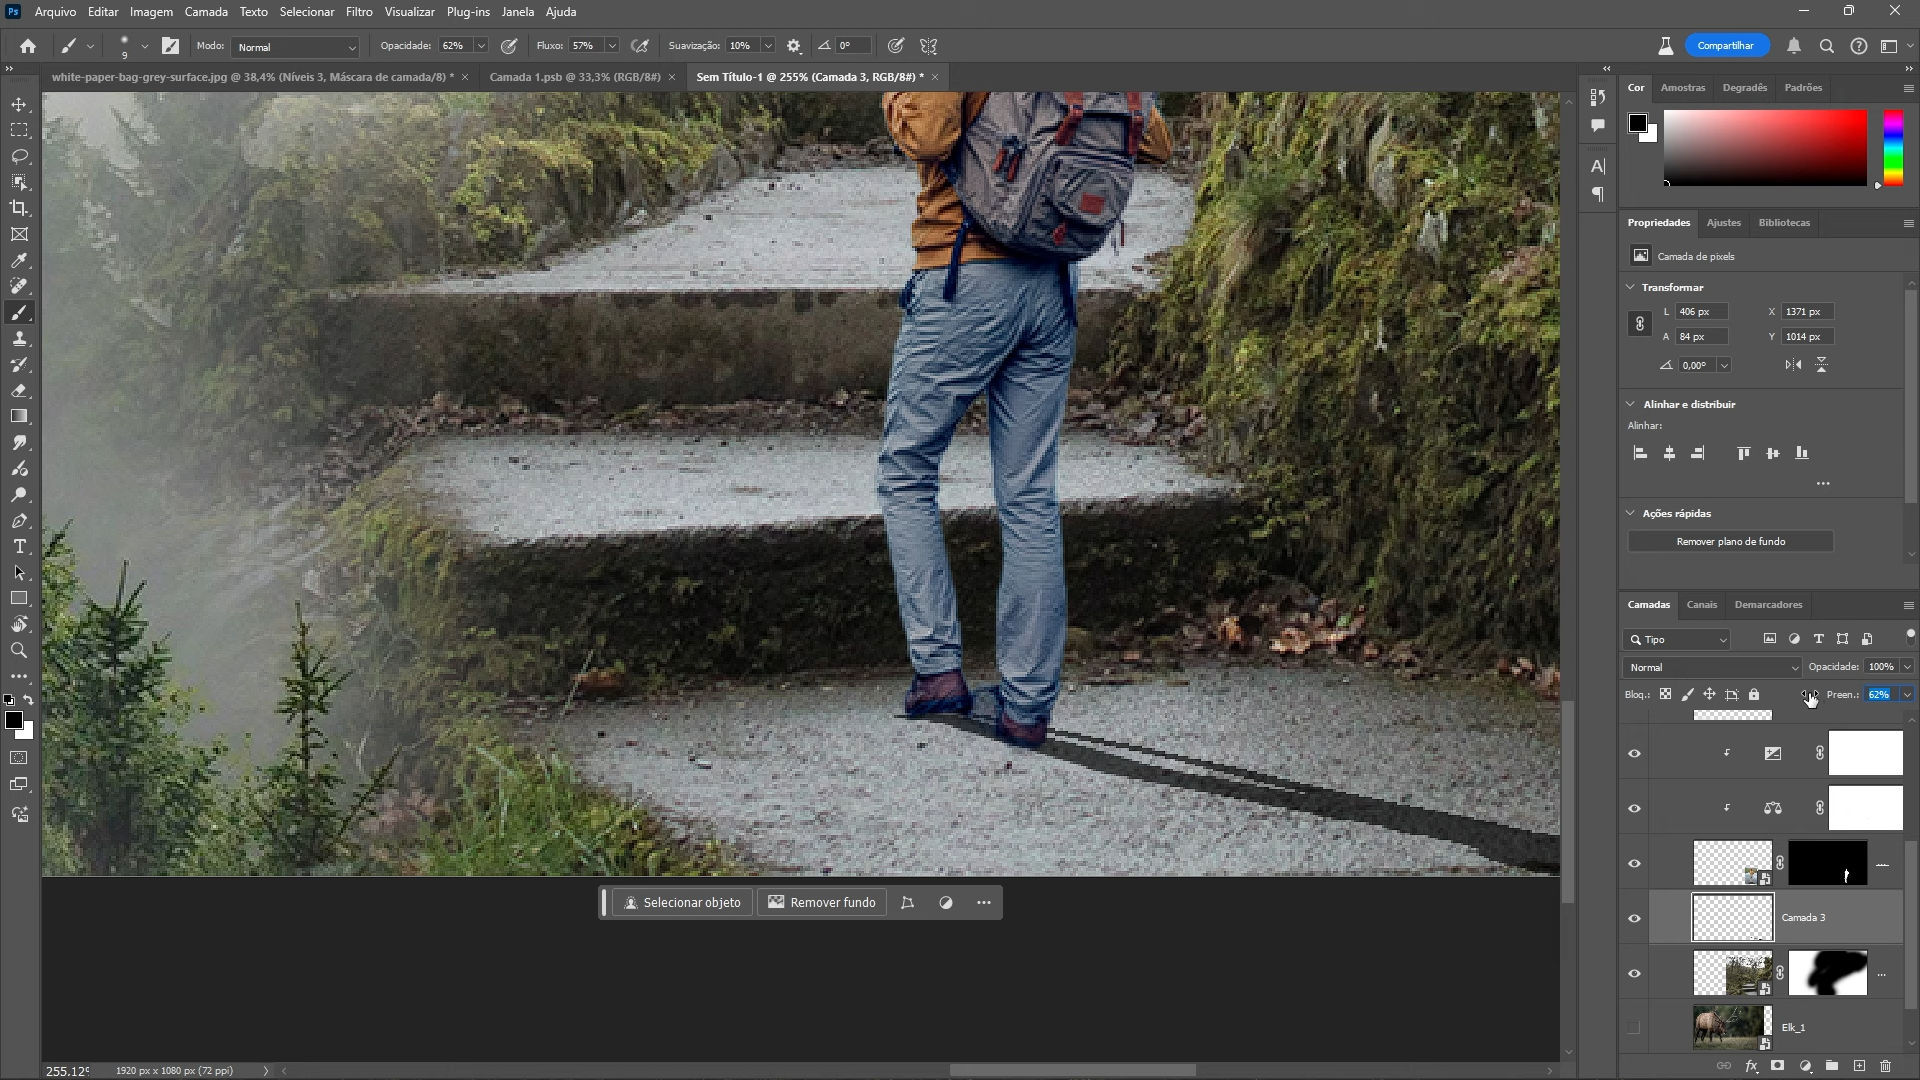 Ps Arquivo Editar Imagem Camada Texto Selecionar Filtro Visualizar Plug-ins Janela Ajuda
9 Modo: Normal Opacidade: 62% Fluxo: 57% Suavização: 10% 0° Compartilhar
white-paper-bag-grey-surface.jpg @ 38,4% (Níveis 3, Máscara de camada/8) * × Camada 1.psb @ 33,3% (RGB/8#) × Sem Título-1 @ 255% (Camada 3, RGB/8#) * ×
Cor Amostras Degradês Padrões
Propriedades Ajustes Bibliotecas
Camada de pixels
Transformar
L 406 px X 1371 px
A 84 px Y 1014 px
0,00°
Alinhar e distribuir
Alinhar:
Ações rápidas
Remover plano de fundo
Camadas Canais Demarcadores
Tipo
Normal Opacidade: 100%
Bloq.: Preen.: 62%
Camada 3
Elk_1
Selecionar objeto Remover fundo
255.12% 1920 px x 1080 px (72 ppi)